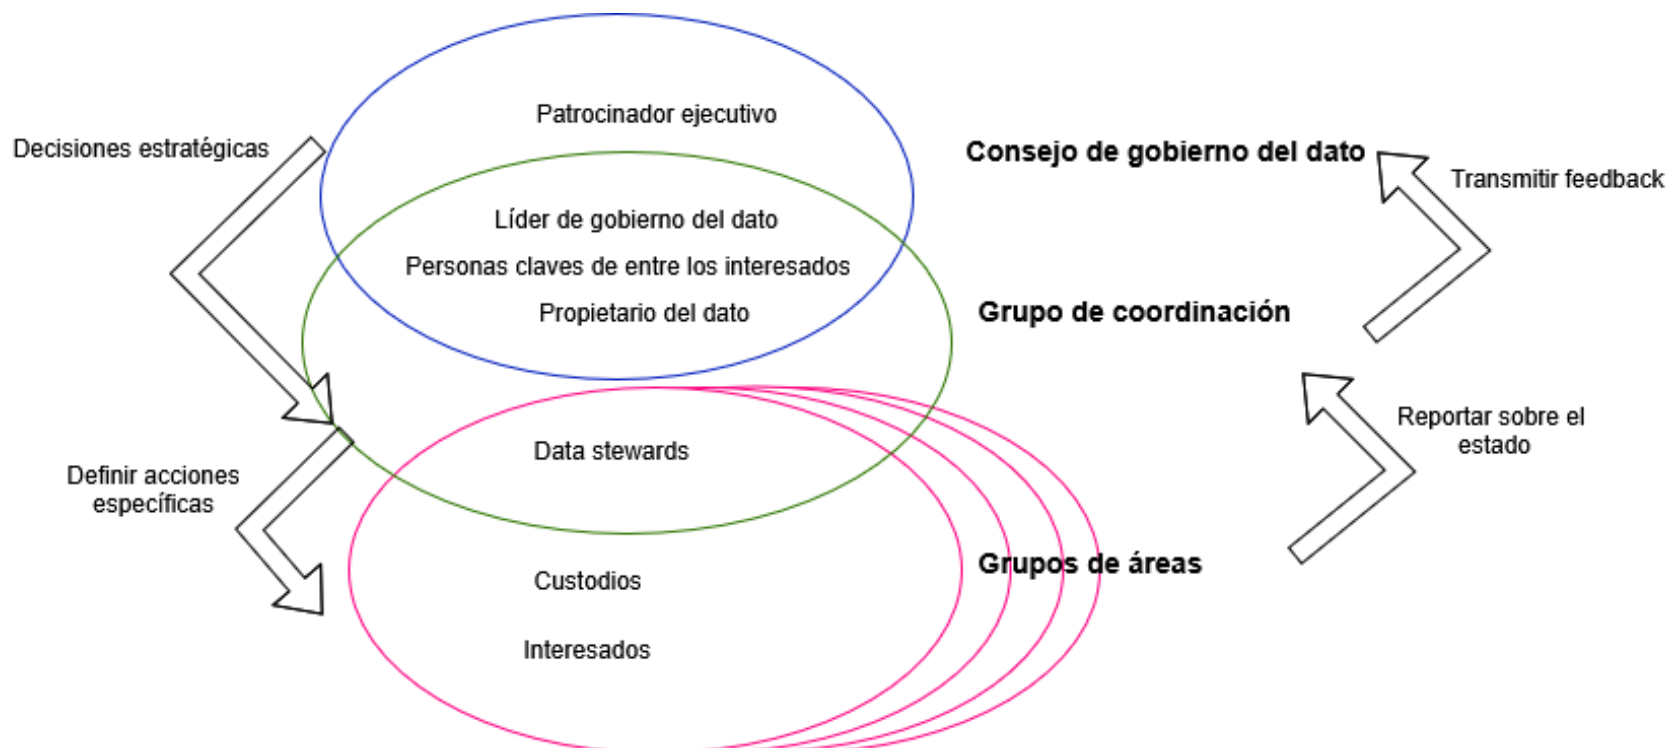 Patrocinador ejecutivo
Decisiones estratégicas
Consejo de gobierno del dato
Transmitir feedback
Líder de gobierno del dato
Personas claves de entre los interesados
Propietario del dato
Grupo de coordinación
Reportar sobre el
estado
Data stewards
Definir acciones
específicas
Grupos de áreas
Custodios
Interesados